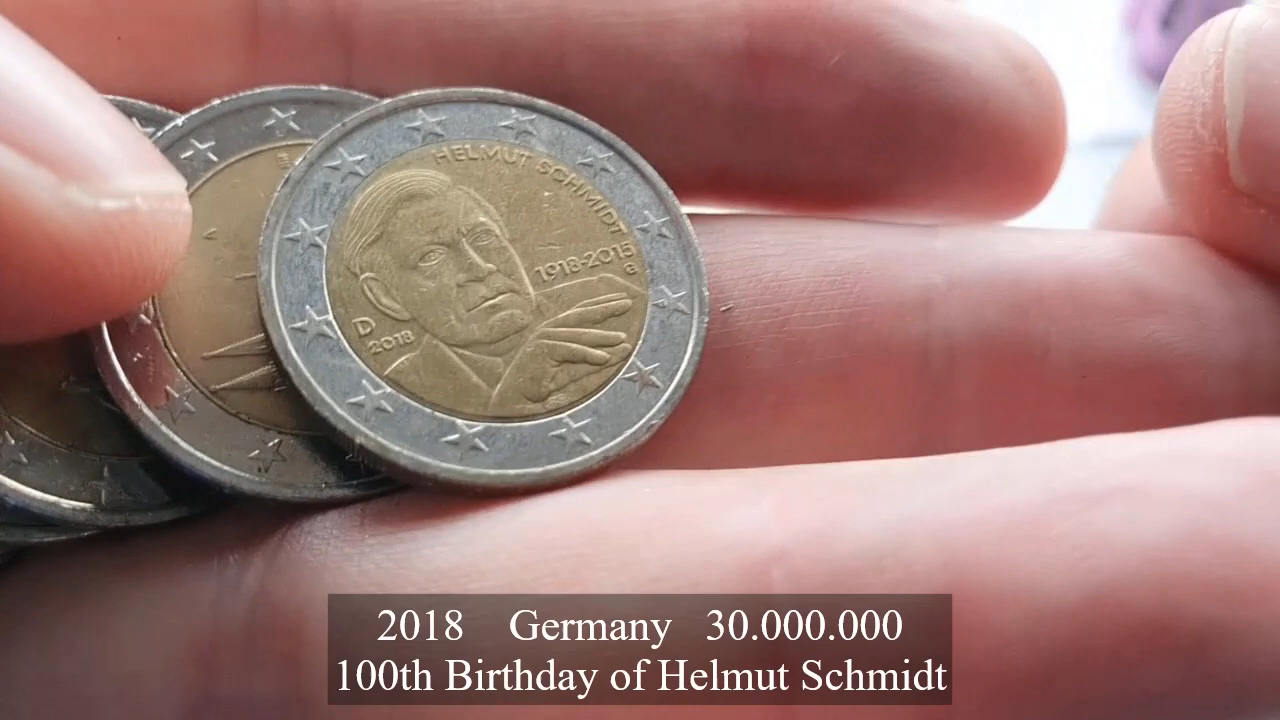 HELMUT SCHMIDT
1918-2015
G
D
2018
A
2018 Germany 30.000.000
100th Birthday of Helmut Schmidt